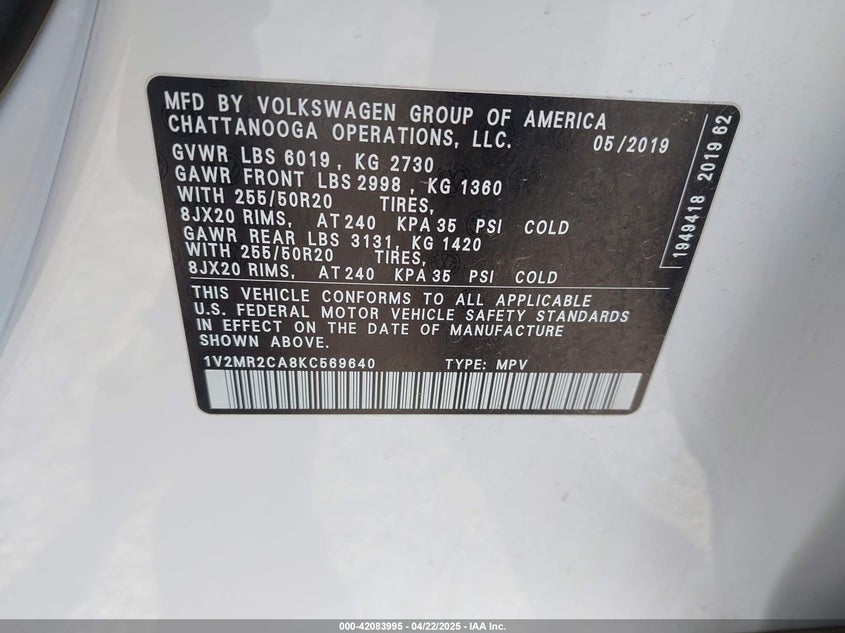 MFD BY VOLKSWAGEN GROUP OF AMERICA
CHATTANOOGA OPERATIONS, LLC. 05/2019
GVWR LBS 6019, KG 2730
GAWR FRONT LBS 2998, KG 1360
WITH 255/50R20 TIRES,
8JX20 RIMS, AT 240 KPA 35 PSI COLD
GAWR REAR LBS 3131, KG 1420
WITH 255/50R20 TIRES,
8JX20 RIMS, AT 240 KPA 35 PSI COLD
THIS VEHICLE CONFORMS TO ALL APPLICABLE
U.S. FEDERAL MOTOR VEHICLE SAFETY STANDARDS
IN EFFECT ON THE DATE OF MANUFACTURE
SHOWN ABOVE.
1V2MR2CA8KC569640 TYPE: MPV
1949418 2019 62
000-42083995 - 04/22/2025 - IAA Inc.